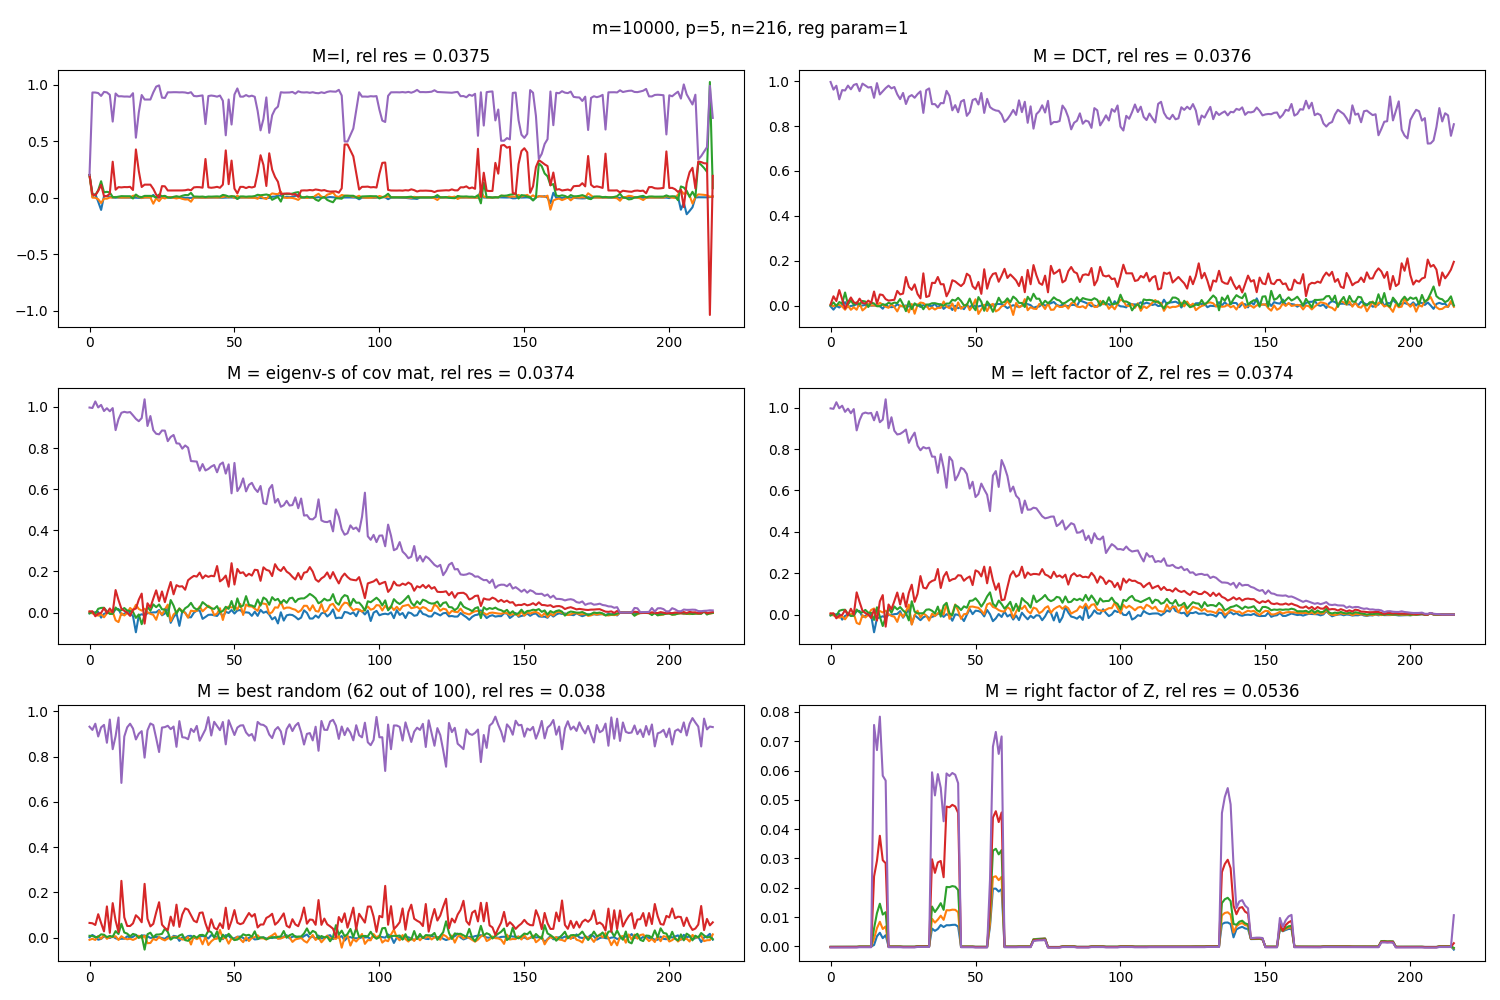 m=10000, p=5, n=216, reg param=1
M=I, rel res = 0.0375
1.0
0.5
0.0
−0.5
−1.0
0 50 100 150 200
M = DCT, rel res = 0.0376
1.0
0.8
0.6
0.4
0.2
0.0
0 50 100 150 200
M = eigenv-s of cov mat, rel res = 0.0374
1.0
0.8
0.6
0.4
0.2
0.0
0 50 100 150 200
M = left factor of Z, rel res = 0.0374
1.0
0.8
0.6
0.4
0.2
0.0
0 50 100 150 200
M = best random (62 out of 100), rel res = 0.038
1.0
0.8
0.6
0.4
0.2
0.0
0 50 100 150 200
M = right factor of Z, rel res = 0.0536
0.08
0.07
0.06
0.05
0.04
0.03
0.02
0.01
0.00
0 50 100 150 200